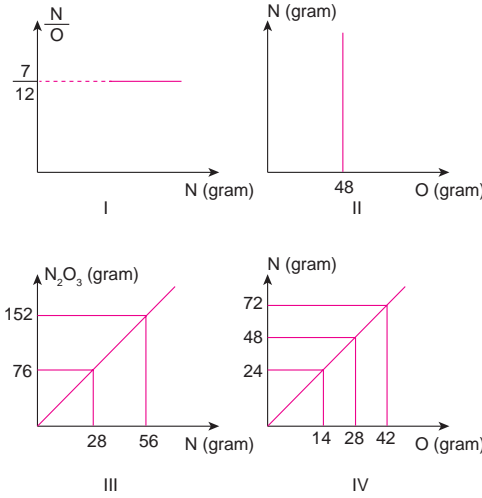 N
O
7
12
N (gram)
I
N (gram)
48
O (gram)
II
N₂O₃ (gram)
152
76
28
56
N (gram)
III
N (gram)
72
48
24
14
28
42
O (gram)
IV